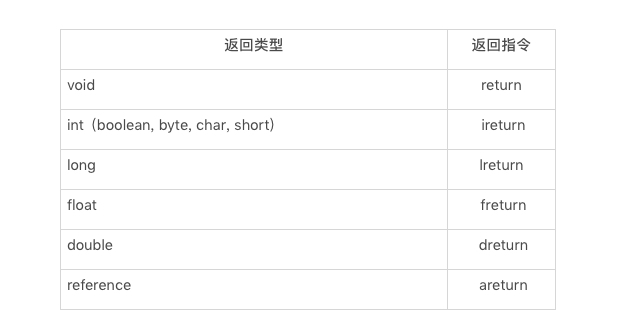 返回类型 返回指令
void return
int（boolean, byte, char, short） ireturn
long lreturn
float freturn
double dreturn
reference areturn